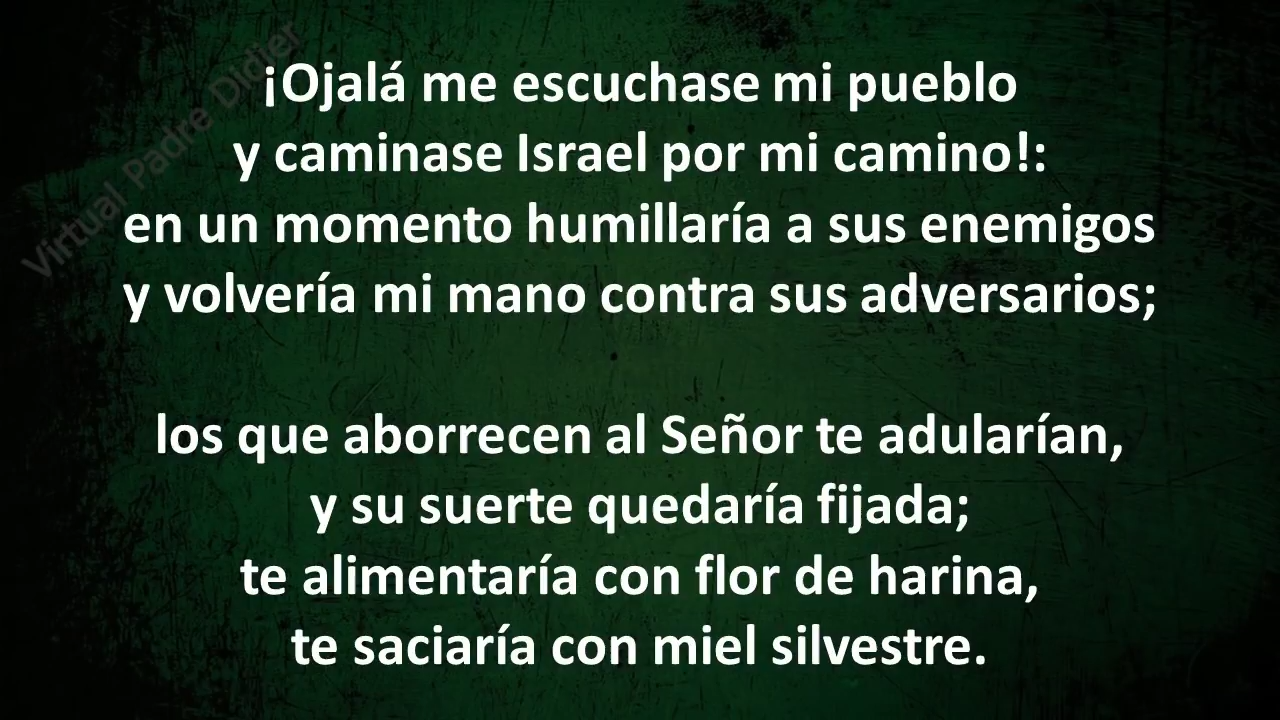 Virtual Padre Didier
¡Ojalá me escuchase mi pueblo
y caminase Israel por mi camino!:
en un momento humillaría a sus enemigos
y volvería mi mano contra sus adversarios;
los que aborrecen al Señor te adularían,
y su suerte quedaría fijada;
te alimentaría con flor de harina,
te saciaría con miel silvestre.